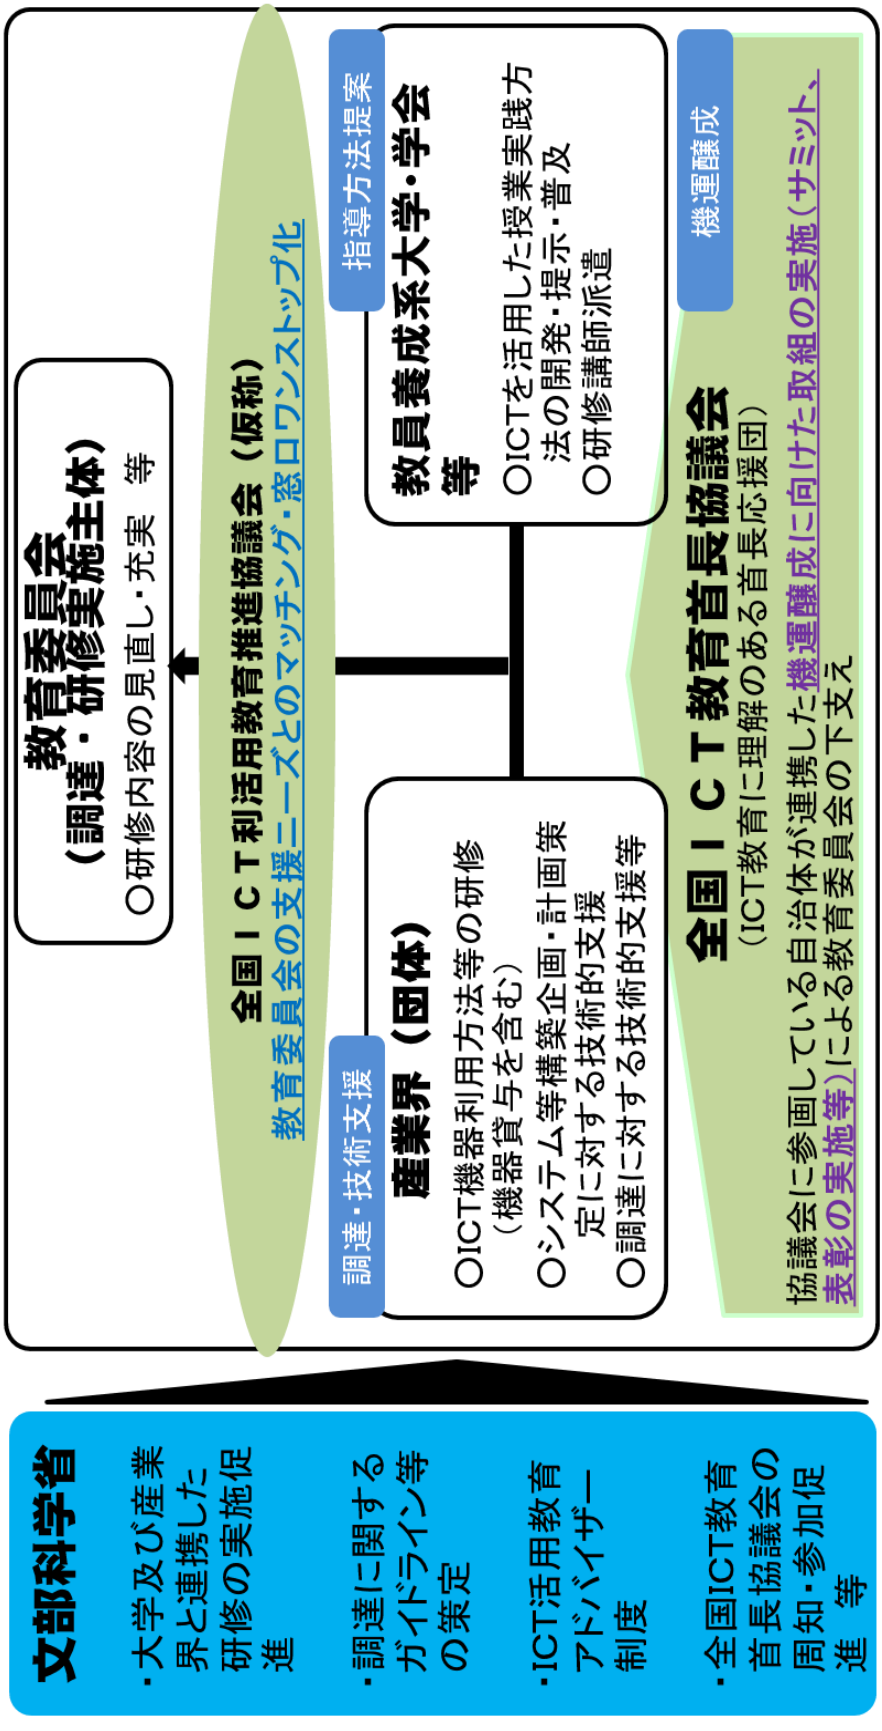 文部科学省
・大学及び産業
界と連携した
研修の実施促
進
・調達に関する
ガイドライン等
の策定
・ICT活用教育
アドバイザー
制度
・全国ICT教育
首長協議会の
周知・参加促
進 等
教育委員会
(調達・研修実施主体)
○研修内容の見直し・充実 等
全国ICT利活用教育推進協議会(仮称)
教育委員会の支援ニーズとのマッチング・窓口ワンストップ化
調達・技術支援
産業界(団体)
○ICT機器利用方法等の研修
(機器貸与を含む)
○システム等構築企画・計画策
定に対する技術的支援
○調達に対する技術的支援等
指導方法提案
教員養成系大学・学会
等
○ICTを活用した授業実践方
法の開発・提示・普及
○研修講師派遣
機運醸成
全国ICT教育首長協議会
(ICT教育に理解のある首長応援団)
協議会に参画している自治体が連携した機運醸成に向けた取組の実施(サミット、
表彰の実施等)による教育委員会の下支え